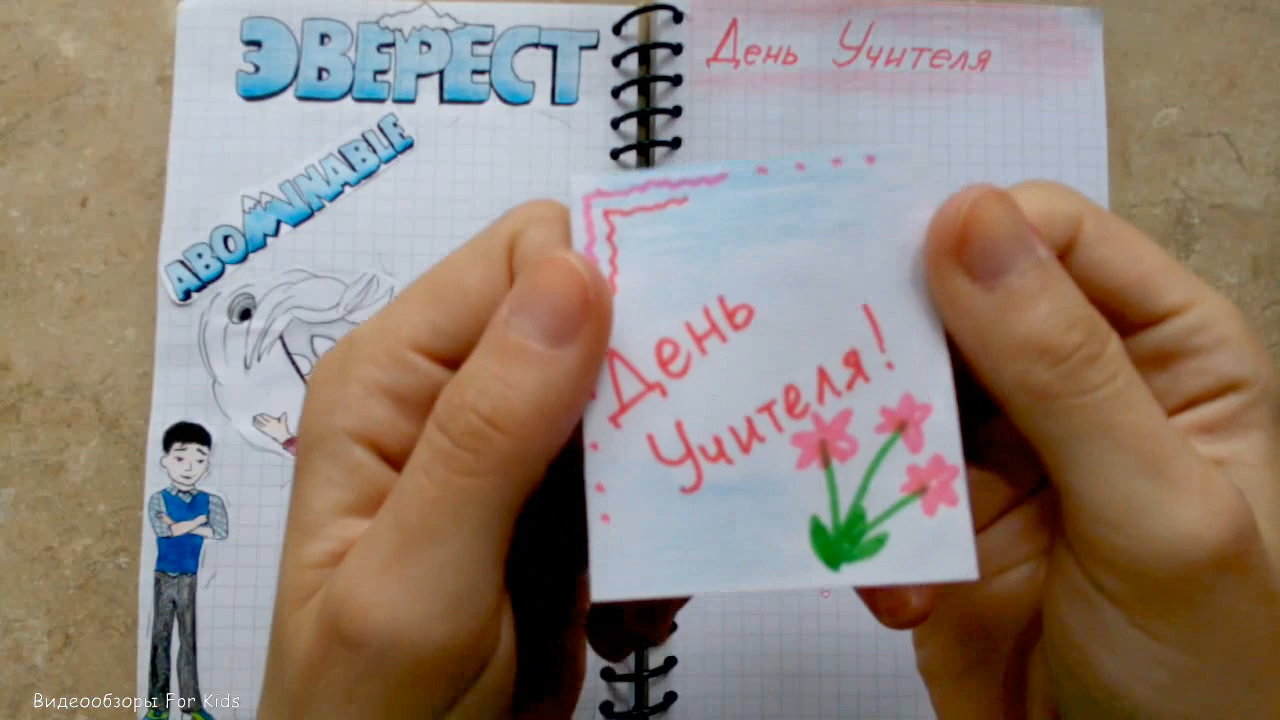 ЭВЕРЕСТ
ABOMINABLE
День Учителя
День
Учителя!
Видеообзоры For Kids